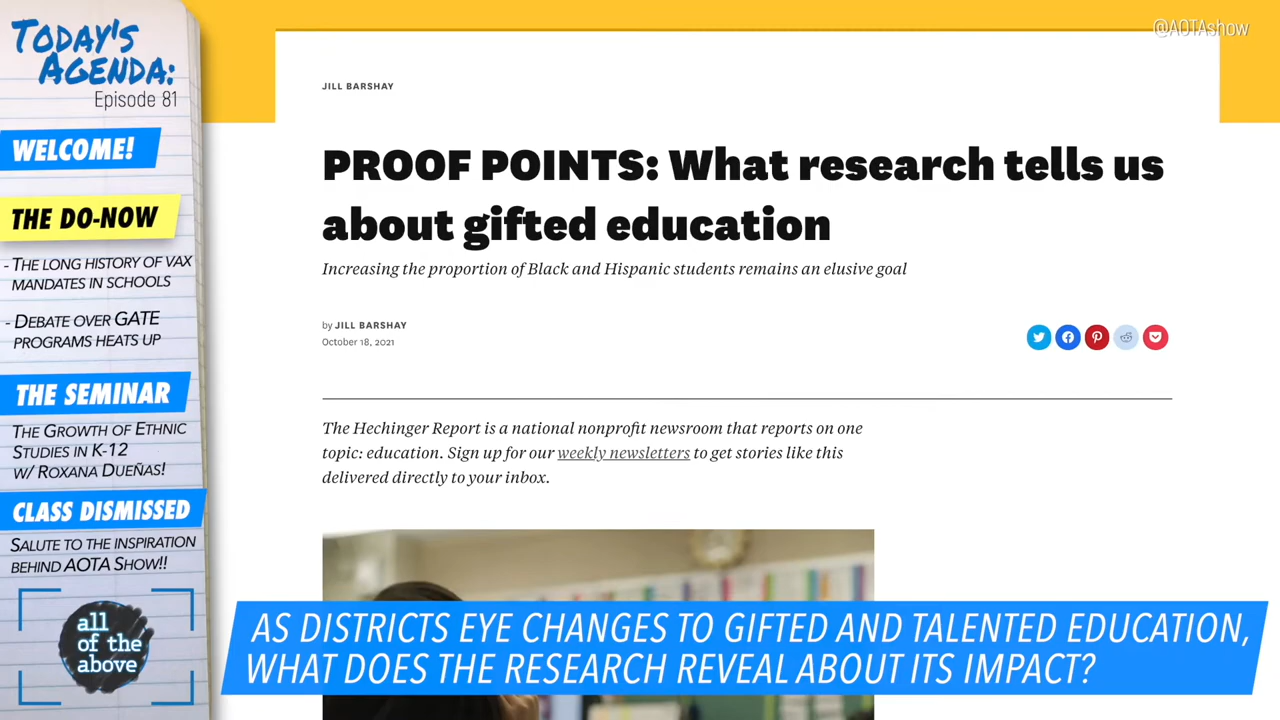 TODAY'S
AGENDA:
Episode 81
WELCOME!
THE DO-NOW
- THE LONG HISTORY OF VAX
MANDATES IN SCHOOLS
- DEBATE OVER GATE
PROGRAMS HEATS UP
THE SEMINAR
THE GROWTH OF ETHNIC
STUDIES IN K-12
W/ ROXANA DUEÑAS!
CLASS DISMISSED
SALUTE TO THE INSPIRATION
BEHIND AOTA SHOW!!
all
of the
above
@AOTAshow
JILL BARSHAY
PROOF POINTS: What research tells us
about gifted education
Increasing the proportion of Black and Hispanic students remains an elusive goal
by JILL BARSHAY
October 18, 2021
The Hechinger Report is a national nonprofit newsroom that reports on one
topic: education. Sign up for our weekly newsletters to get stories like this
delivered directly to your inbox.
AS DISTRICTS EYE CHANGES TO GIFTED AND TALENTED EDUCATION,
WHAT DOES THE RESEARCH REVEAL ABOUT ITS IMPACT?